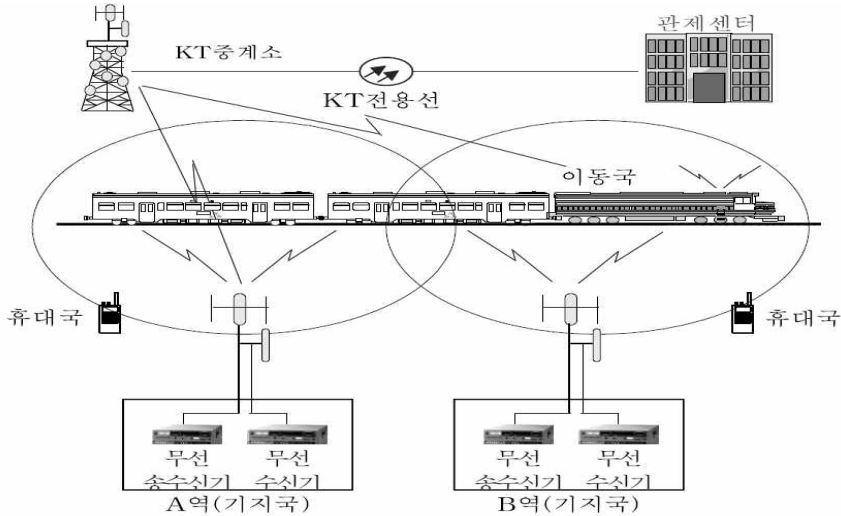 관제센터
KT중계소
KT전용선
이동국
휴대국
휴대국
무선
송수신기
무선
수신기
무선
송수신기
무선
수신기
A역(기지국)
B역(기지국)